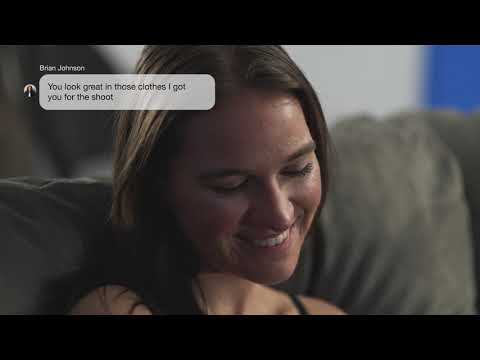 Brian Johnson
You look great in those clothes I got
you for the shoot